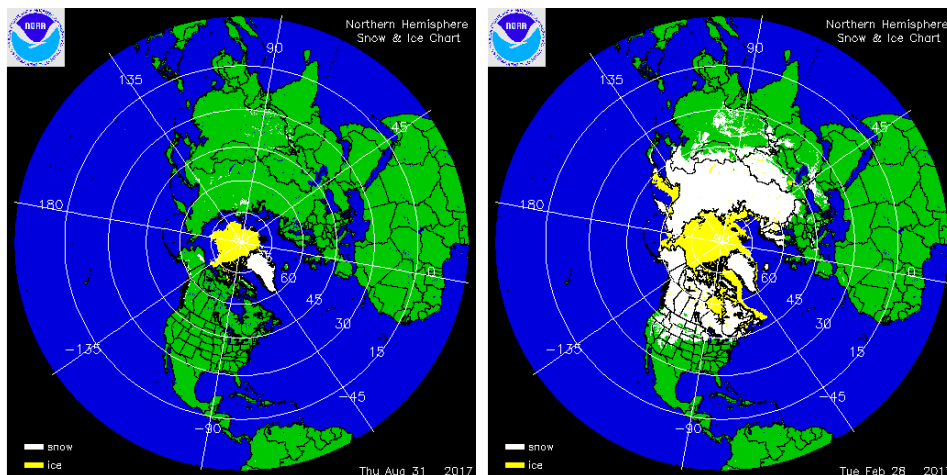 NOAA
Northern Hemisphere
Snow & Ice Chart
90
135
45
180
0
60
45
30
15
-135
-45
-90
snow
ice
Thu Aug 31 2017
NOAA
Northern Hemisphere
Snow & Ice Chart
90
135
45
180
0
60
45
30
15
-135
-45
-90
snow
ice
Tue Feb 28 201